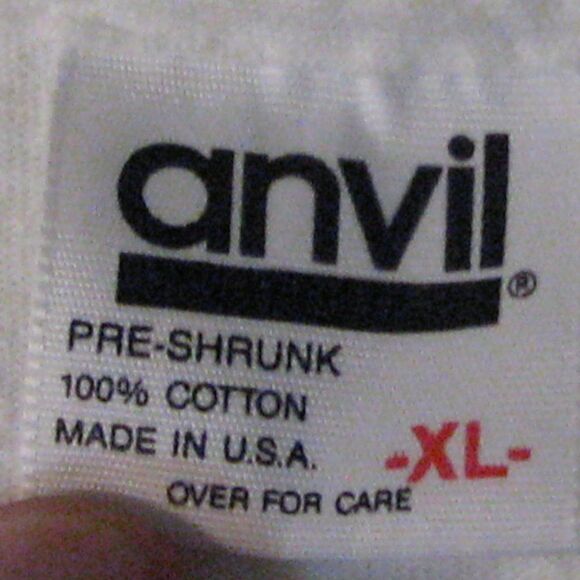 anvil®
PRE-SHRUNK
100% COTTON
MADE IN U.S.A.
-XL-
OVER FOR CARE